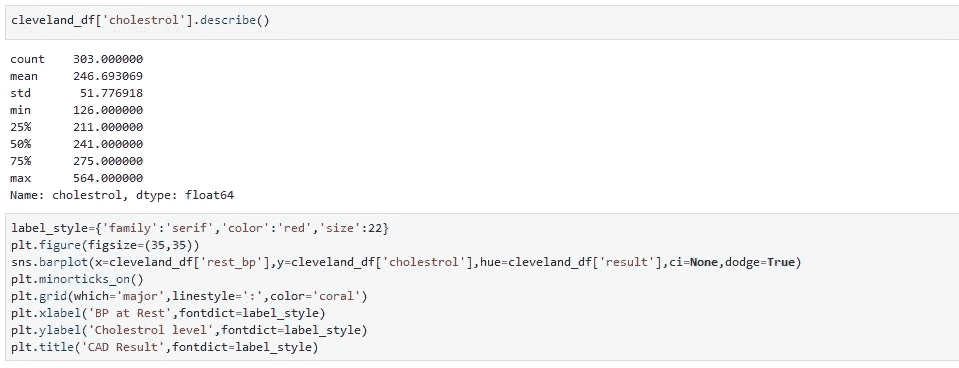 cleveland_df['cholestrol'].describe()
count    303.000000
mean     246.693069
std       51.776918
min      126.000000
25%      211.000000
50%      241.000000
75%      275.000000
max      564.000000
Name: cholestrol, dtype: float64
label_style={'family':'serif','color':'red','size':22}
plt.figure(figsize=(35,35))
sns.barplot(x=cleveland_df['rest_bp'],y=cleveland_df['cholestrol'],hue=cleveland_df['result'],ci=None,dodge=True)
plt.minorticks_on()
plt.grid(which='major',linestyle=':',color='coral')
plt.xlabel('BP at Rest',fontdict=label_style)
plt.ylabel('Cholestrol level',fontdict=label_style)
plt.title('CAD Result',fontdict=label_style)